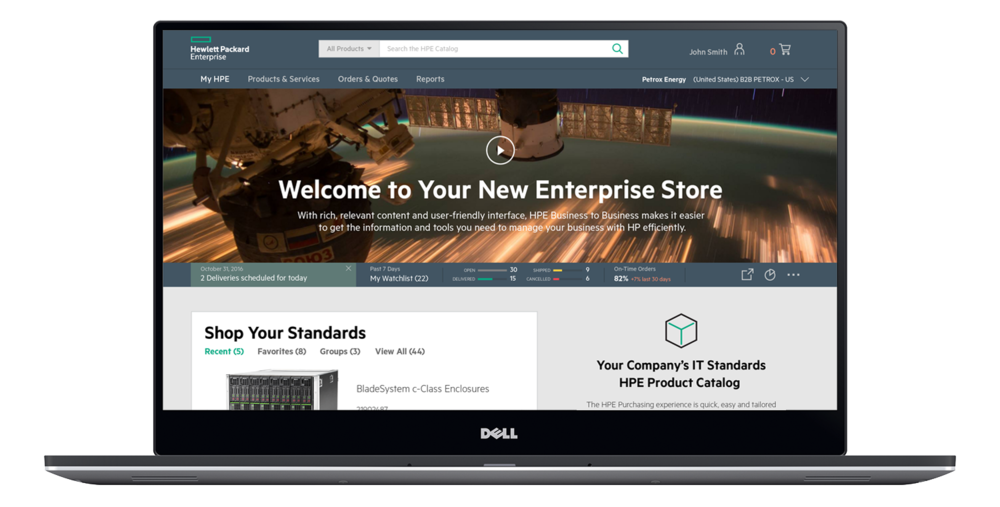 Hewlett Packard
Enterprise
All Products
Search the HPE Catalog
John Smith
0
My HPE
Products & Services
Orders & Quotes
Reports
Petrox Energy
(United States) B2B PETROX - US
Welcome to Your New Enterprise Store
With rich, relevant content and user-friendly interface, HPE Business to Business makes it easier
to get the information and tools you need to manage your business with HP efficiently.
October 31, 2016
2 Deliveries scheduled for today
Past 7 Days
My Watchlist (22)
OPEN 30
DELIVERED 15
SHIPPED 9
CANCELLED 6
On-Time Orders
82% +7% last 30 days
Shop Your Standards
Recent (5)
Favorites (8)
Groups (3)
View All (44)
BladeSystem c-Class Enclosures
Your Company's IT Standards
HPE Product Catalog
The HPE Purchasing experience is quick, easy and tailored
DELL